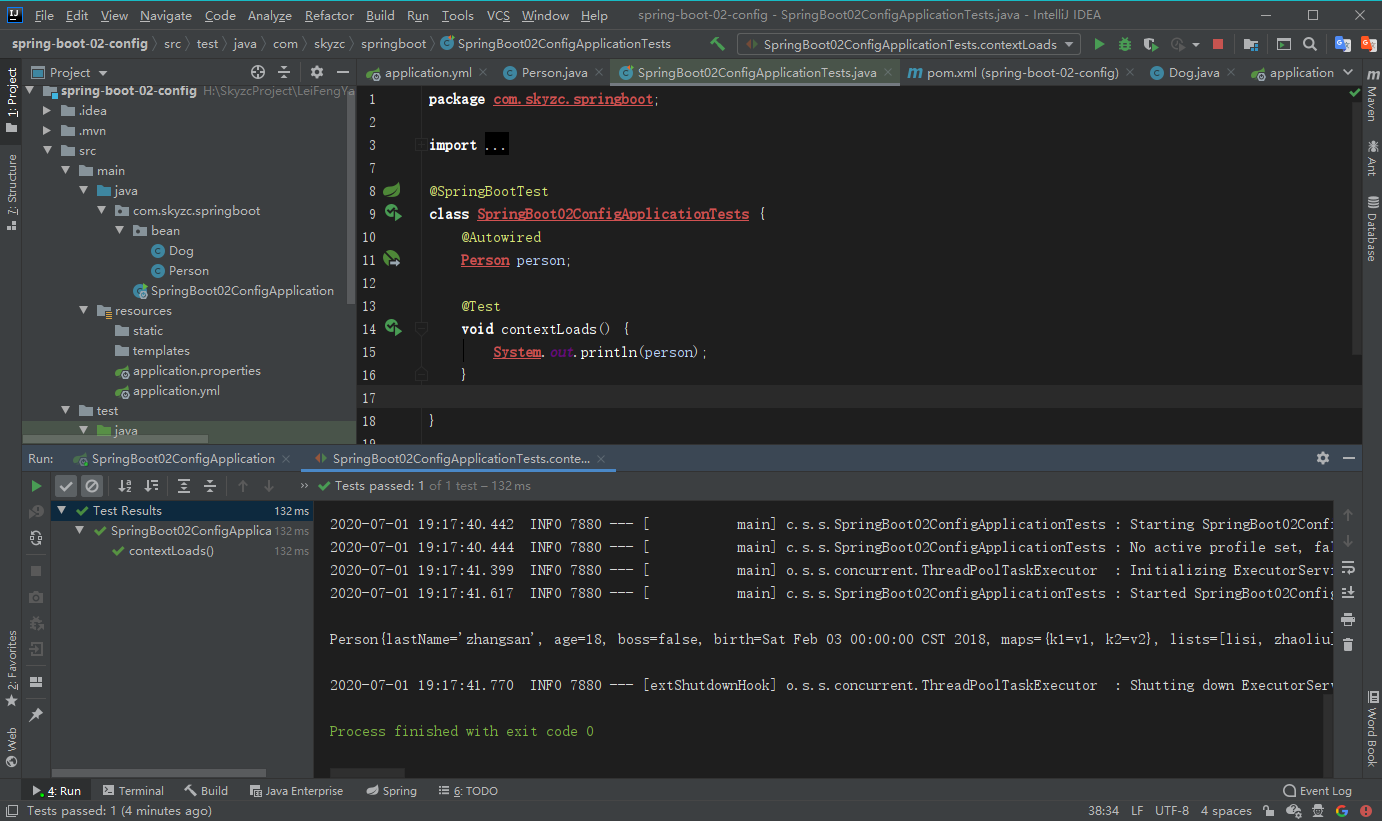 File Edit View Navigate Code Analyze Refactor Build Run Tools VCS Window Help spring-boot-02-config - SpringBoot02ConfigApplicationTests.java - IntelliJ IDEA
spring-boot-02-config src test java com skyzc springboot SpringBoot02ConfigApplicationTests SpringBoot02ConfigApplicationTests.contextLoads
1: Project
7: Structure
2: Favorites
Web
Project
spring-boot-02-config H:\SkyzcProject\LeiFengYa
.idea
.mvn
src
main
java
com.skyzc.springboot
bean
Dog
Person
SpringBoot02ConfigApplication
resources
static
templates
application.properties
application.yml
test
java
application.yml Person.java SpringBoot02ConfigApplicationTests.java pom.xml (spring-boot-02-config) Dog.java application
1 package com.skyzc.springboot;
2
3 import ...
7
8 @SpringBootTest
9 class SpringBoot02ConfigApplicationTests {
10 @Autowired
11 Person person;
12
13 @Test
14 void contextLoads() {
15 System.out.println(person);
16 }
17
18 }
19
Maven
Ant
Database
Word Book
Run: SpringBoot02ConfigApplication SpringBoot02ConfigApplicationTests.conte...
Tests passed: 1 of 1 test – 132 ms
Test Results 132 ms
SpringBoot02ConfigApplica 132 ms
contextLoads() 132 ms
2020-07-01 19:17:40.442 INFO 7880 --- [ main] c.s.s.SpringBoot02ConfigApplicationTests : Starting SpringBoot02Conf
2020-07-01 19:17:40.444 INFO 7880 --- [ main] c.s.s.SpringBoot02ConfigApplicationTests : No active profile set, fal
2020-07-01 19:17:41.399 INFO 7880 --- [ main] o.s.s.concurrent.ThreadPoolTaskExecutor : Initializing ExecutorServi
2020-07-01 19:17:41.617 INFO 7880 --- [ main] c.s.s.SpringBoot02ConfigApplicationTests : Started SpringBoot02Config
Person{lastName='zhangsan', age=18, boss=false, birth=Sat Feb 03 00:00:00 CST 2018, maps={k1=v1, k2=v2}, lists=[lisi, zhaoliu]
2020-07-01 19:17:41.770 INFO 7880 --- [extShutdownHook] o.s.s.concurrent.ThreadPoolTaskExecutor : Shutting down ExecutorServ
Process finished with exit code 0
4: Run Terminal Build Java Enterprise Spring 6: TODO Event Log
Tests passed: 1 (4 minutes ago) 38:34 LF UTF-8 4 spaces